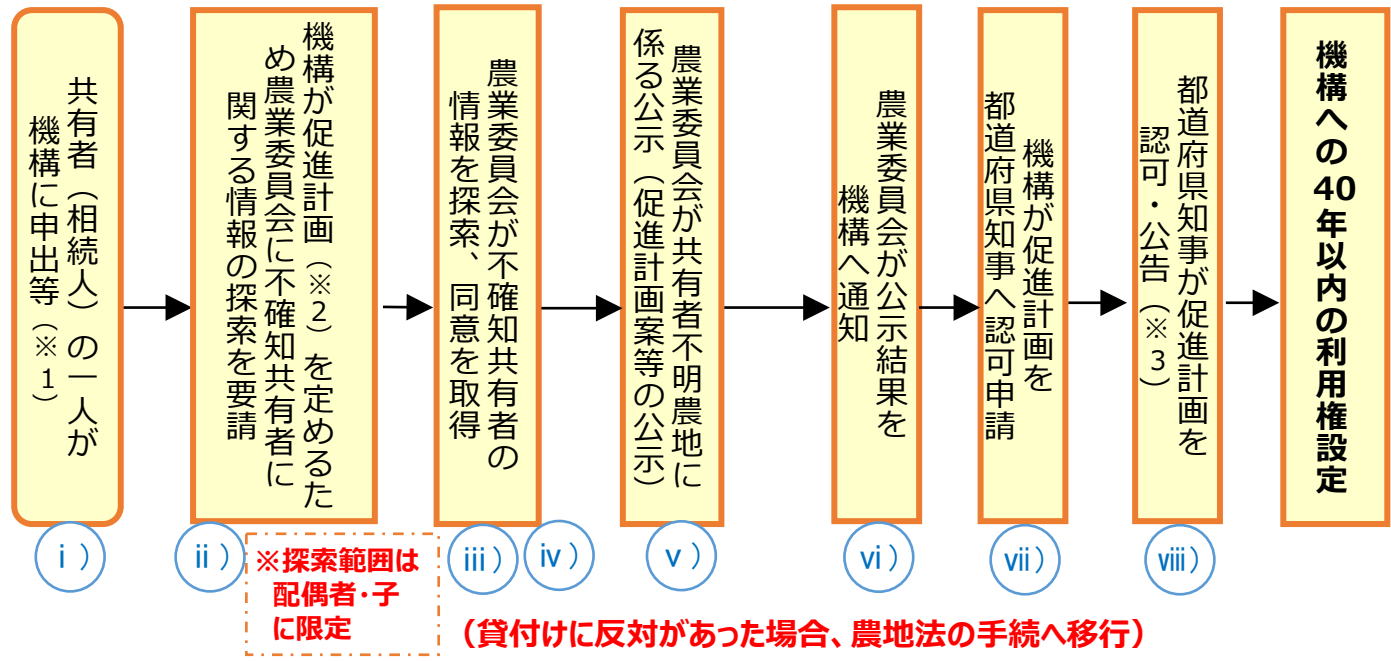 共有者（相続人）の一人が
機構に申出等（※１）
機構が促進計画（※２）を定めるた
め農業委員会に不確知共有者に
関する情報の探索を要請
農業委員会が不確知共有者の
情報を探索、同意を取得
農業委員会が共有者不明農地に
係る公示（促進計画案等の公示）
農業委員会が公示結果を
機構へ通知
機構が促進計画を
都道府県知事へ認可申請
都道府県知事が促進計画を
認可・公告（※３）
機構への40年以内の利用権設定
ⅰ）
ⅱ）
ⅲ）
ⅳ）
ⅴ）
ⅵ）
ⅶ）
ⅷ）
※探索範囲は
配偶者・子
に限定
（貸付けに反対があった場合、農地法の手続へ移行）